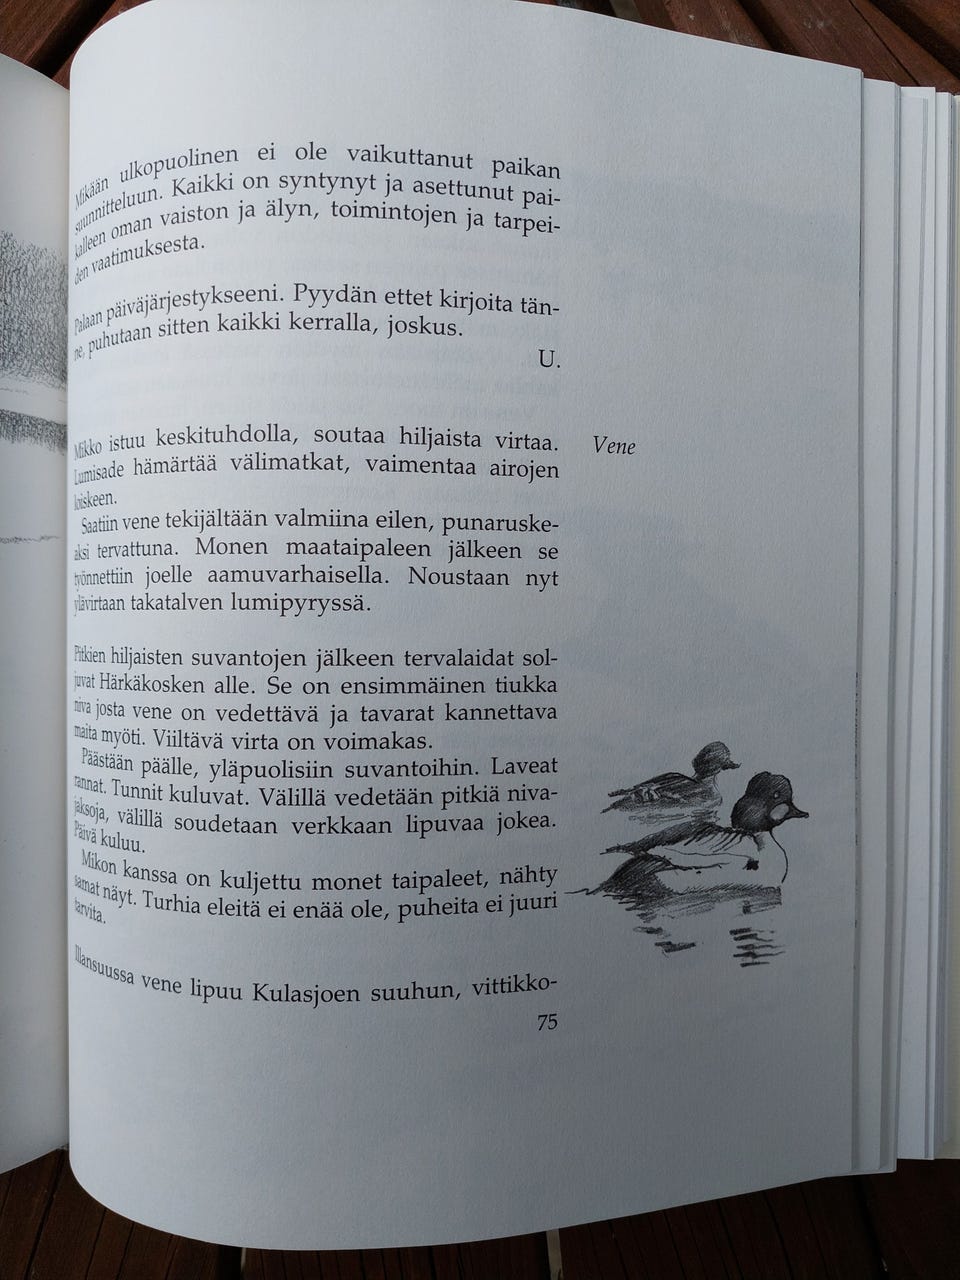 Mikään ulkopuolinen ei ole vaikuttanut paikan
suunnitteluun. Kaikki on syntynyt ja asettunut pai-
kalleen oman vaiston ja älyn, toimintojen ja tarpei-
den vaatimuksesta.
Palaan päiväjärjestykseeni. Pyydän ettet kirjoita tän-
ne, puhutaan sitten kaikki kerralla, joskus.
U.
Mikko istuu keskituhdolla, soutaa hiljaista virtaa.
Vene
Lumisade hämärtää välimatkat, vaimentaa airojen
loiskeen.
Saatiin vene tekijältään valmiina eilen, punaruske-
aksi tervattuna. Monen maataipaleen jälkeen se
työnnettiin joelle aamuvarhaisella. Noustaan nyt
ylävirtaan takatalven lumipyryssä.
Pitkien hiljaisten suvantojen jälkeen tervalaidat sol-
juvat Härkäkosken alle. Se on ensimmäinen tiukka
niva josta vene on vedettävä ja tavarat kannettava
maita myöti. Viiltävä virta on voimakas.
Päästään päälle, yläpuolisiin suvantoihin. Laveat
rannat. Tunnit kuluvat. Välillä vedetään pitkiä niva-
jaksoja, välillä soudetaan verkkaan lipuvaa jokea.
Päivä kuluu.
Mikon kanssa on kuljettu monet taipaleet, nähty
samat näyt. Turhia eleitä ei enää ole, puheita ei juuri
tarvita.
Illansuussa vene lipuu Kulasjoen suuhun, vittikko-
75